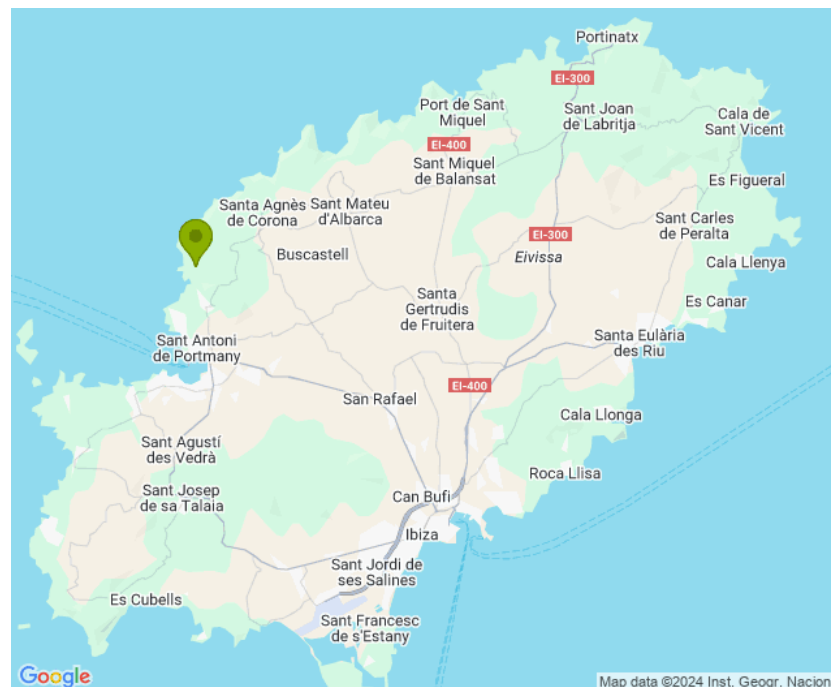 Portinatx
EI-300
Port de Sant
Miquel
Sant Joan
de Labritja
Cala de
Sant Vicent
EI-400
Sant Miquel
de Balansat
Es Figueral
Santa Agnès
de Corona
Sant Mateu
d'Albarca
Sant Carles
de Peralta
EI-300
Buscastell
Eivissa
Cala Llenya
Santa
Gertrudis
de Fruitera
Es Canar
Sant Antoni
de Portmany
Santa Eulària
des Riu
EI-400
San Rafael
Cala Llonga
Sant Agustí
des Vedrà
Roca Llisa
Sant Josep
de sa Talaia
Can Bufi
Ibiza
Sant Jordi de
ses Salines
Es Cubells
Sant Francesc
de s'Estany
Google
Map data ©2024 Inst. Geogr. Nacion